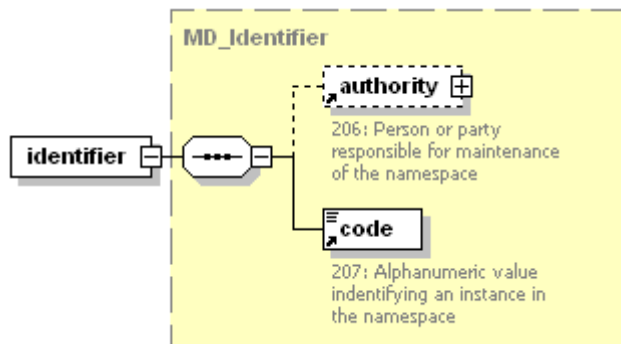 MD_Identifier
authority
206: Person or party
responsible for maintenance
of the namespace
identifier
code
207: Alphanumeric value
indentifying an instance in
the namespace